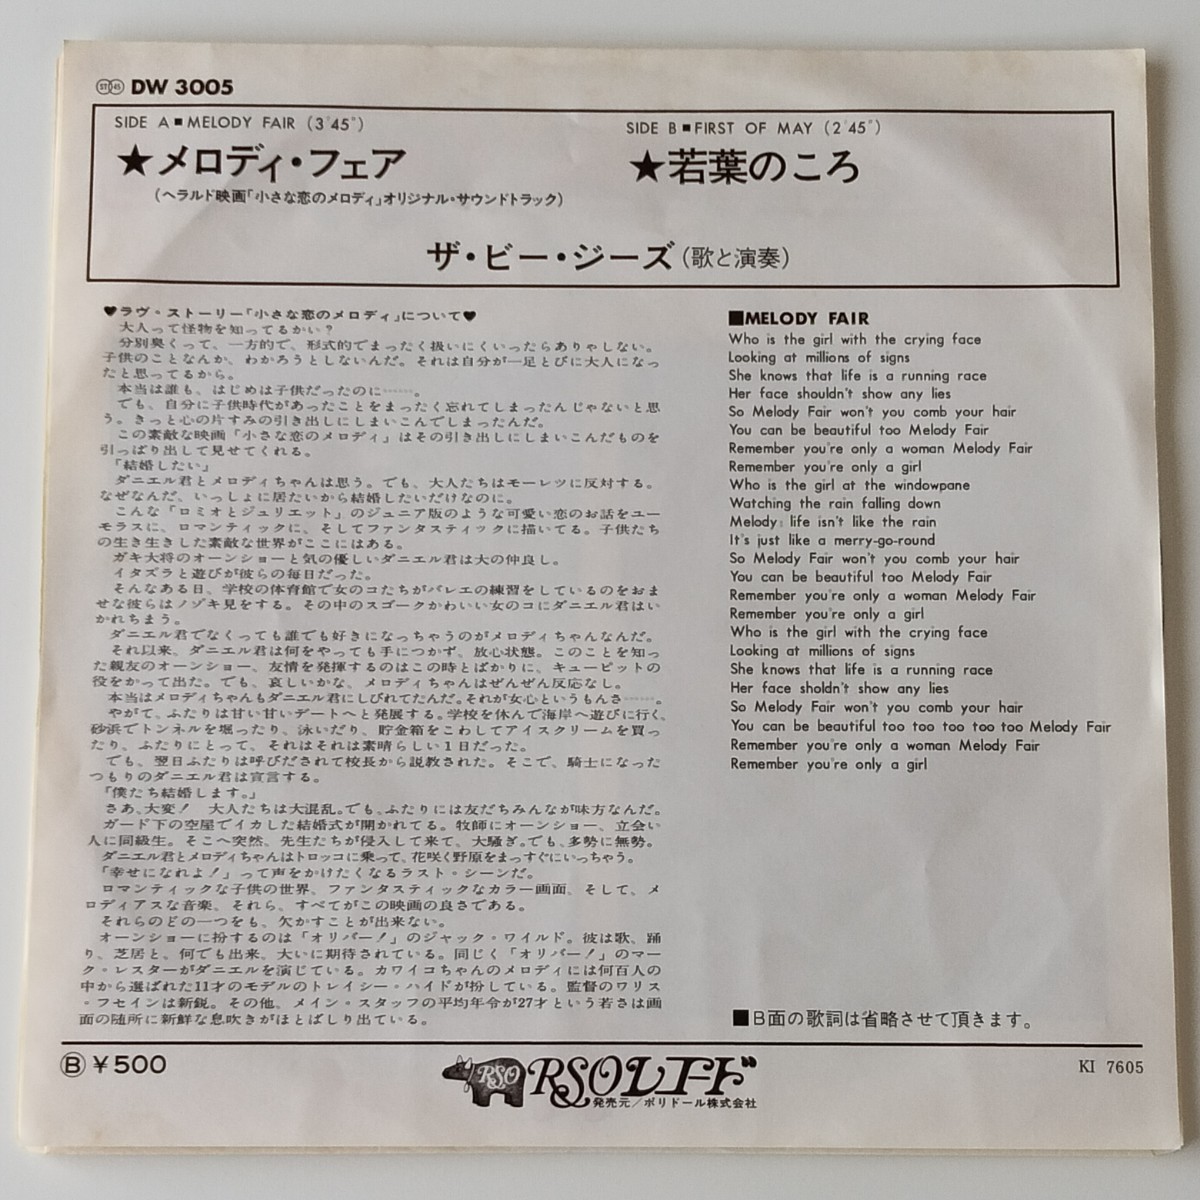 ST 45 DW 3005
SIDE A ■ MELODY FAIR (3'45")
★メロディ・フェア
(ヘラルド映画「小さな恋のメロディ」オリジナル・サウンドトラック)
SIDE B ■ FIRST OF MAY (2'45")
★若葉のころ
ザ・ビー・ジーズ(歌と演奏)
♥ラヴ・ストーリー「小さな恋のメロディ」について♥
大人って怪物を知ってるかい?
分別臭くって、一方的で、形式的でまったく扱いにくいったらありゃしない。
子供のことなんか、わかろうとしないんだ。それは自分が一足とびに大人になっ
たと思ってるから。
本当は誰も、はじめは子供だったのに……。
でも、自分に子供時代があったことをまったく忘れてしまったんじゃないと思
う。きっと心の片すみの引き出しにしまいこんでしまったんだ。
この素敵な映画「小さな恋のメロディ」はその引き出しにしまいこんだものを
引っぱり出して見せてくれる。
「結婚したい」
ダニエル君とメロディちゃんは思う。でも、大人たちはモーレツに反対する。
なぜなんだ、いっしょに居たいから結婚したいだけなのに。
こんな「ロミオとジュリエット」のジュニア版のような可愛い恋のお話をユー
モラスに、ロマンティックに、そしてファンタスティックに描いてる。子供たち
の生き生きした素敵な世界がここにはある。
ガキ大将のオーンショーと気の優しいダニエル君は大の仲良し。
イタズラと遊びが彼らの毎日だった。
そんなある日、学校の体育館で女のコたちがバレエの練習をしているのをおま
せな彼らはノゾキ見をする。その中のスゴークかわいい女のコにダニエル君はい
かれちまう。
ダニエル君でなくっても誰でも好きになっちゃうのがメロディちゃんなんだ。
それ以来、ダニエル君は何をやっても手につかず、放心状態。このことを知っ
た親友のオーンショー、友情を発揮するのはこの時とばかりに、キューピットの
役をかって出た。でも、哀しいかな、メロディちゃんはぜんぜん反応なし。
本当はメロディちゃんもダニエル君にしびれてたんだ。それが女心というもんさ……。
やがて、ふたりは甘い甘いデートへと発展する。学校を休んで海岸へ遊びに行く、
砂浜でトンネルを堀ったり、泳いだり、貯金箱をこわしてアイスクリームを買っ
たり、ふたりにとって、それはそれは素晴らしい1日だった。
でも、翌日ふたりは呼びだされて校長から説教された。そこで、騎士になった
つもりのダニエル君は宣言する。
「僕たち結婚します。」
さあ、大変! 大人たちは大混乱。でも、ふたりには友だちみんなが味方なんだ。
ガード下の空屋でイカした結婚式が開かれてる。牧師にオーンショー、立会い
人に同級生。そこへ突然、先生たちが侵入して来て、大騒ぎ。でも、多勢に無勢。
ダニエル君とメロディちゃんはトロッコに乗って、花咲く野原をまっすぐにいっちゃう。
「幸せになれよ!」って声をかけたくなるラスト・シーンだ。
ロマンティックな子供の世界、ファンタスティックなカラー画面、そして、メ
ロディアスな音楽、それら、すべてがこの映画の良さである。
それらのどの一つをも、欠かすことが出来ない。
オーンショーに扮するのは「オリバー!」のジャック・ワイルド。彼は歌、踊
り、芝居と、何でも出来、大いに期待されている。同じく「オリバー!」のマー
ク・レスターがダニエルを演じている。カワイコちゃんのメロディには何百人の
中から選ばれた11才のモデルのトレイシー・ハイドが扮している。監督のワリス
・フセインは新鋭。その他、メイン・スタッフの平均年令が27才という若さは画
面の随所に新鮮な息吹きがほとばしり出ている。
■MELODY FAIR
Who is the girl with the crying face
Looking at millions of signs
She knows that life is a running race
Her face shouldn't show any lies
So Melody Fair won't you comb your hair
You can be beautiful too Melody Fair
Remember you're only a woman Melody Fair
Remember you're only a girl
Who is the girl at the windowpane
Watching the rain falling down
Melody: life isn't like the rain
It's just like a merry-go-round
So Melody Fair won't you comb your hair
You can be beautiful too Melody Fair
Remember you're only a woman Melody Fair
Remember you're only a girl
Who is the girl with the crying face
Looking at millions of signs
She knows that life is a running race
Her face sholdn't show any lies
So Melody Fair won't you comb your hair
You can be beautiful too too too too too Melody Fair
Remember you're only a woman Melody Fair
Remember you're only a girl
■B面の歌詞は省略させて頂きます。
Ⓑ ¥500
RSO RSOレコード
発売元/ポリドール株式会社
KI 7605